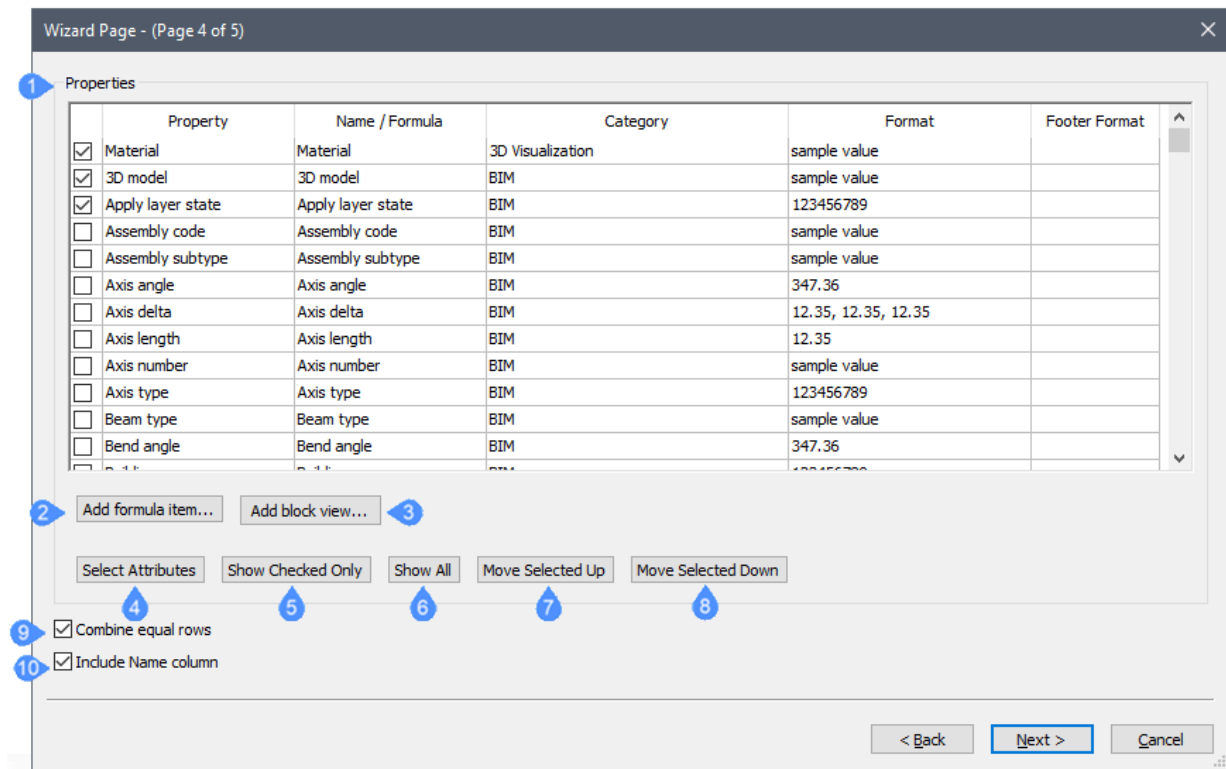 Wizard Page - (Page 4 of 5)
1 Properties
Property Name / Formula Category Format Footer Format
Material Material 3D Visualization sample value
3D model 3D model BIM sample value
Apply layer state Apply layer state BIM 123456789
Assembly code Assembly code BIM sample value
Assembly subtype Assembly subtype BIM sample value
Axis angle Axis angle BIM 347.36
Axis delta Axis delta BIM 12.35, 12.35, 12.35
Axis length Axis length BIM 12.35
Axis number Axis number BIM sample value
Axis type Axis type BIM 123456789
Beam type Beam type BIM sample value
Bend angle Bend angle BIM 347.36
2 Add formula item... Add block view... 3
Select Attributes Show Checked Only Show All Move Selected Up Move Selected Down
4 5 6 7 8
9 Combine equal rows
10 Include Name column
< Back Next > Cancel